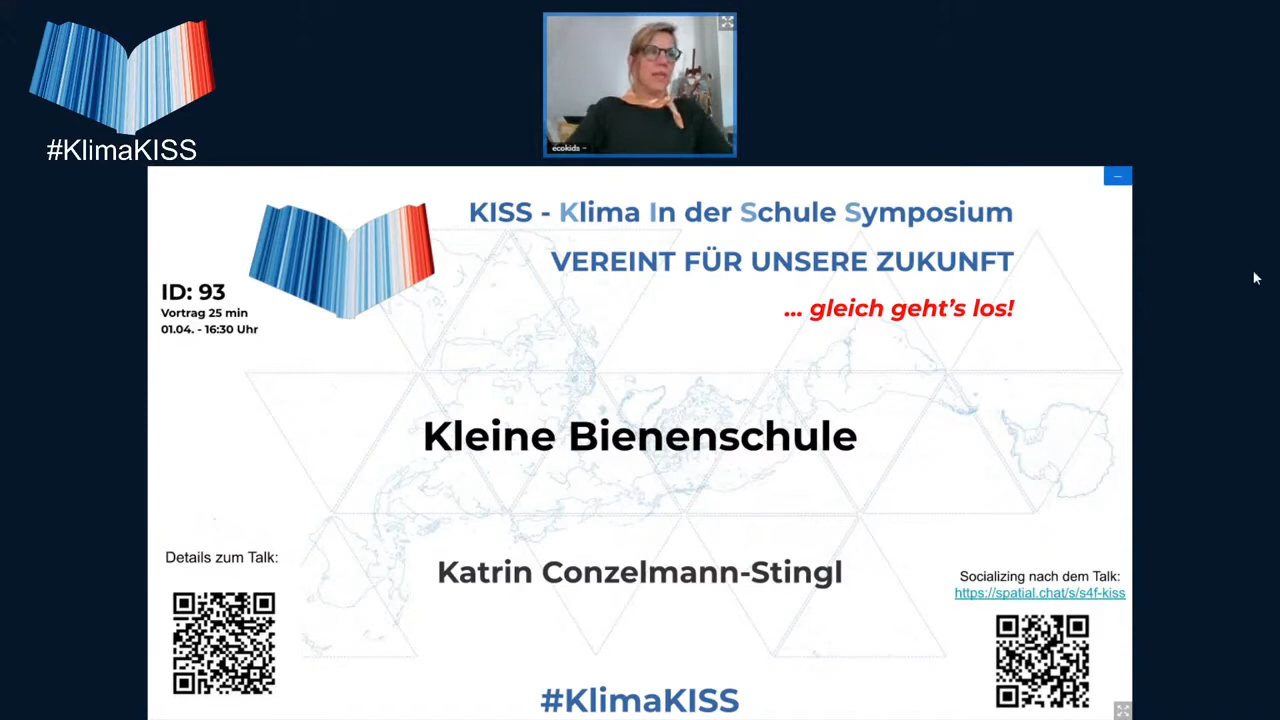 #KlimaKISS
ecokids –
KISS - Klima In der Schule Symposium
VEREINT FÜR UNSERE ZUKUNFT
... gleich geht's los!
ID: 93
Vortrag 25 min
01.04. - 16:30 Uhr
Kleine Bienenschule
Katrin Conzelmann-Stingl
Details zum Talk:
Socializing nach dem Talk:
https://spatial.chat/s/s4f-kiss
#KlimaKISS